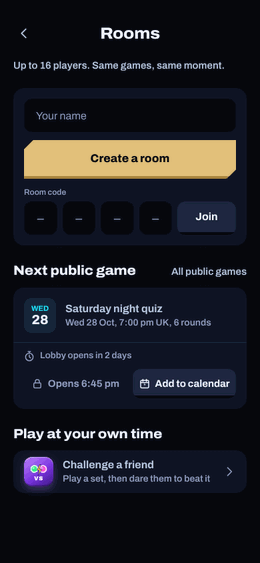 Rooms
Up to 16 players. Same games, same moment.
Your name
Create a room
Room code
– – – –
Join
Next public game
All public games
WED
28
Saturday night quiz
Wed 28 Oct, 7:00 pm UK, 6 rounds
Lobby opens in 2 days
Opens 6:45 pm
Add to calendar
Play at your own time
VS
Challenge a friend
Play a set, then dare them to beat it